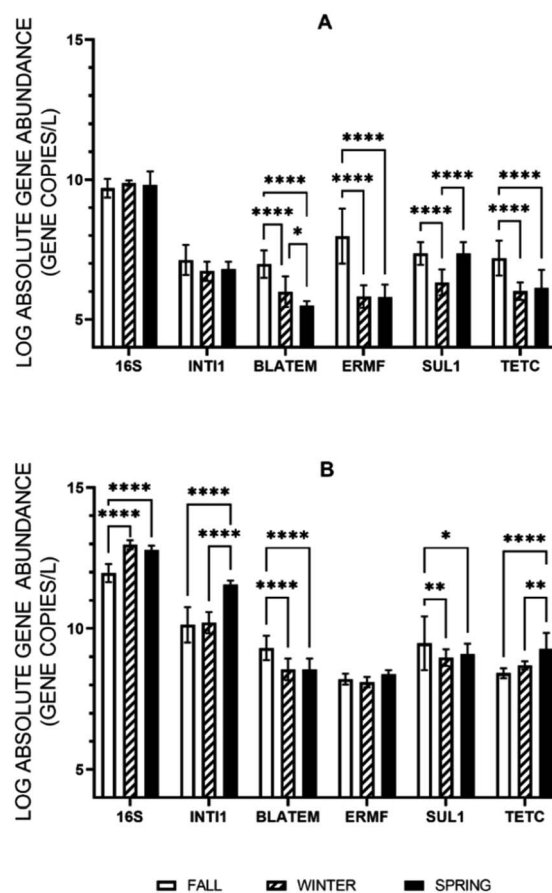 A
LOG ABSOLUTE GENE ABUNDANCE
(GENE COPIES/L)
15
10
5
**** **** *
**** ****
**** ****
**** ****
16S INTI1 BLATEM ERMF SUL1 TETC
B
LOG ABSOLUTE GENE ABUNDANCE
(GENE COPIES/L)
15
10
5
**** ****
**** ****
**** ****
* **
**** **
16S INTI1 BLATEM ERMF SUL1 TETC
FALL WINTER SPRING